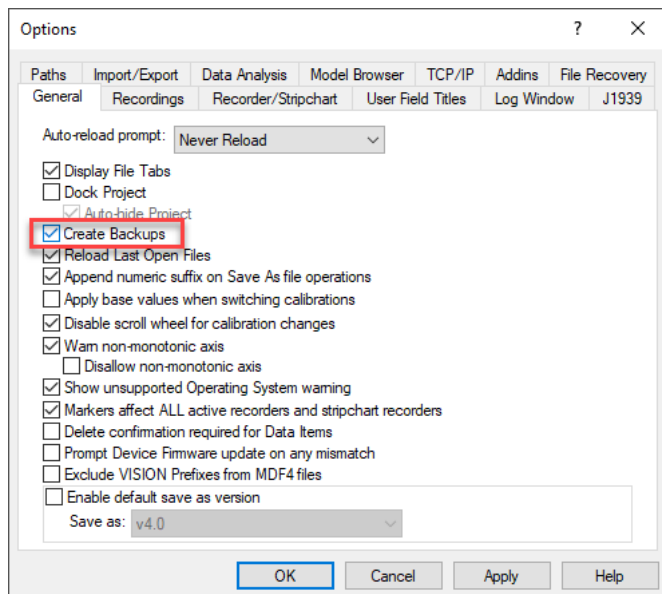 Options
Paths Import/Export Data Analysis Model Browser TCP/IP Addins File Recovery
General Recordings Recorder/Stripchart User Field Titles Log Window J1939
Auto-reload prompt: Never Reload
Display File Tabs
Dock Project
Auto-hide Project
Create Backups
Reload Last Open Files
Append numeric suffix on Save As file operations
Apply base values when switching calibrations
Disable scroll wheel for calibration changes
Warn non-monotonic axis
Disallow non-monotonic axis
Show unsupported Operating System warning
Markers affect ALL active recorders and stripchart recorders
Delete confirmation required for Data Items
Prompt Device Firmware update on any mismatch
Exclude VISION Prefixes from MDF4 files
Enable default save as version
Save as: v4.0
OK Cancel Apply Help